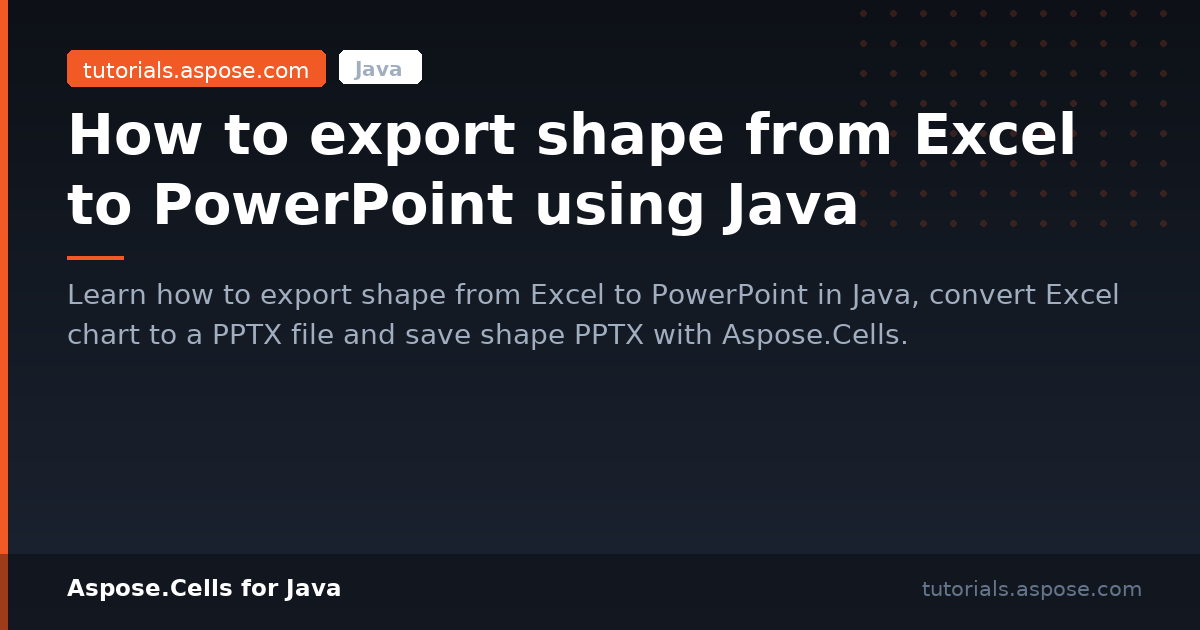 tutorials.aspose.com
Java
How to export shape from Excel
to PowerPoint using Java
Learn how to export shape from Excel to PowerPoint in Java, convert Excel
chart to a PPTX file and save shape PPTX with Aspose.Cells.
Aspose.Cells for Java
tutorials.aspose.com